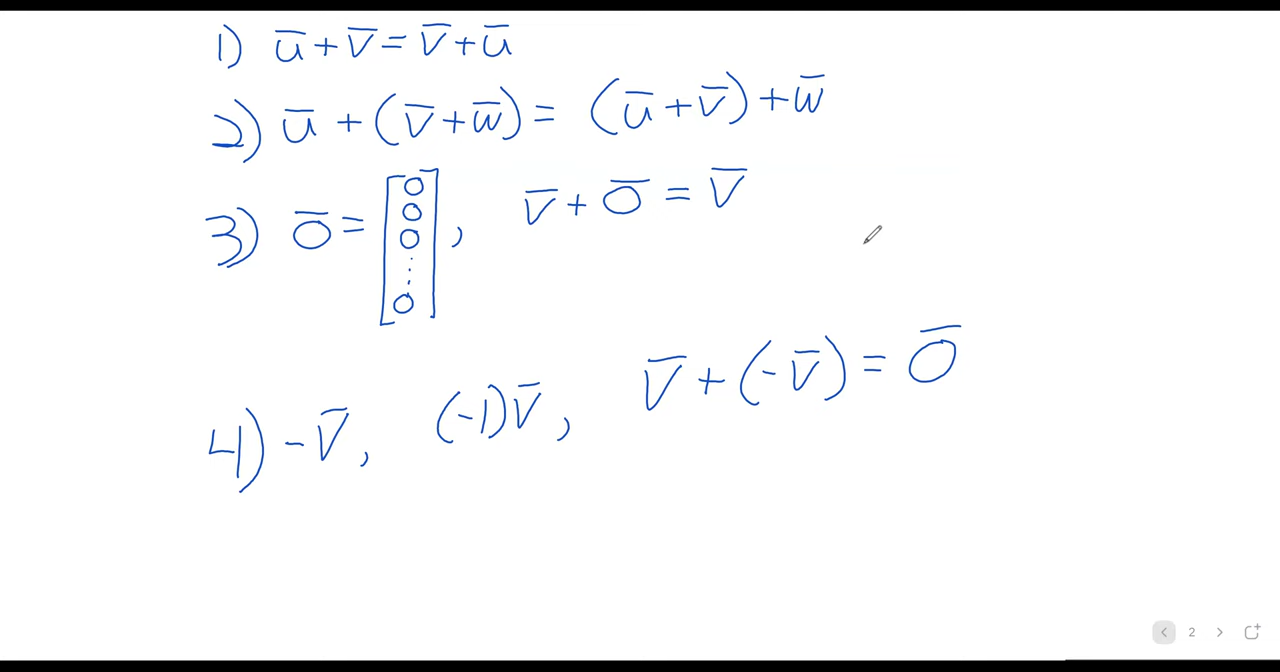 1) ū + v̄ = v̄ + ū
2) ū + (v̄ + w̄) = (ū + v̄) + w̄
3) 0̄ = [0 0 0 ⋮ 0], v̄ + 0̄ = v̄
4) -v̄, (-1)v̄, v̄ + (-v̄) = 0̄
2